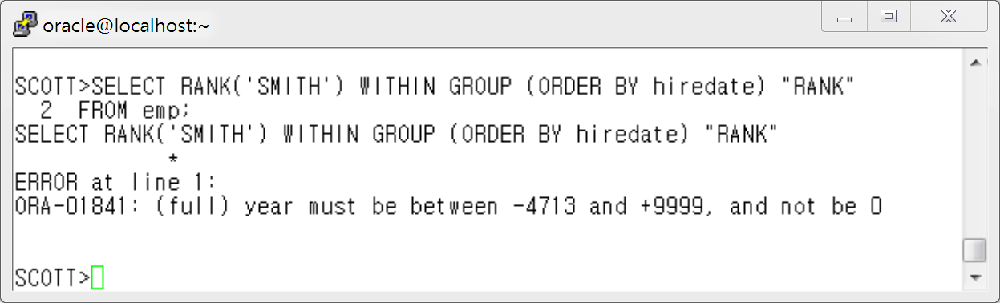 oracle@localhost:~
SCOTT>SELECT RANK('SMITH') WITHIN GROUP (ORDER BY hiredate) "RANK"
  2  FROM emp;
SELECT RANK('SMITH') WITHIN GROUP (ORDER BY hiredate) "RANK"
            *
ERROR at line 1:
ORA-01841: (full) year must be between -4713 and +9999, and not be 0
SCOTT>